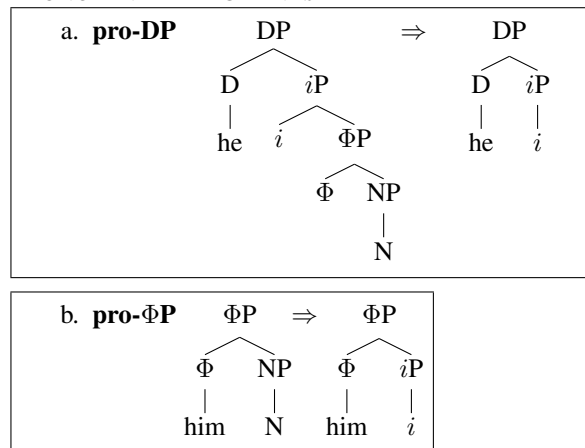 a. pro-DP DP ⇒ DP
D iP D iP
he i ΦP he i
Φ NP
N
b. pro-ΦP ΦP ⇒ ΦP
Φ NP Φ iP
him N him i